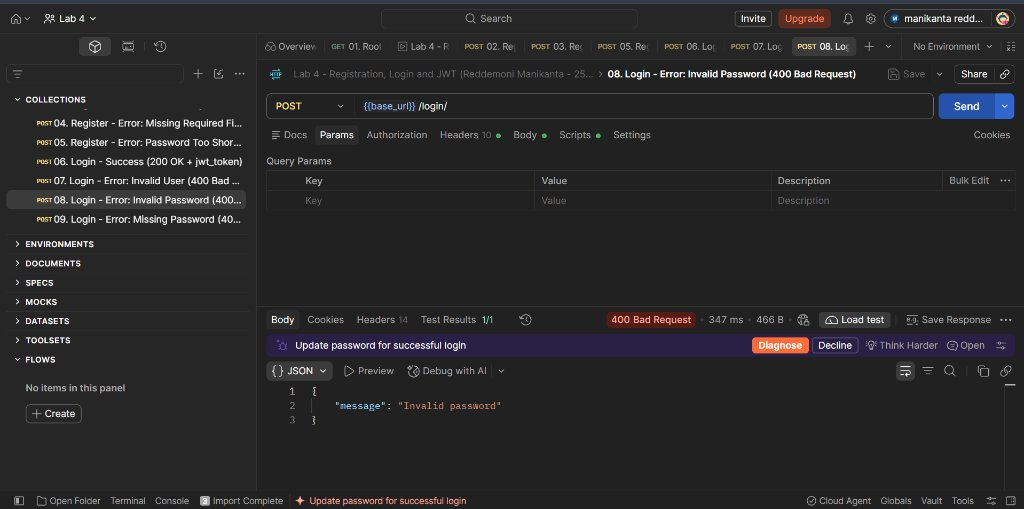 Lab 4
Search
Invite
Upgrade
manikanta redd...
Overview
GET 01. Root
Lab 4 - R
POST 02. Re
POST 03. Re
POST 05. Re
POST 06. Log
POST 07. Log
POST 08. Log
No Environment
Lab 4 - Registration, Login and JWT (Reddemoni Manikanta - 25... > 08. Login - Error: Invalid Password (400 Bad Request)
Save
Share
POST
{{base_url}} /login/
Send
Docs
Params
Authorization
Headers 10
Body
Scripts
Settings
Cookies
Query Params
Key
Value
Description
Bulk Edit
Key
Value
Description
COLLECTIONS
POST 04. Register - Error: Missing Required Fi...
POST 05. Register - Error: Password Too Shor...
POST 06. Login - Success (200 OK + jwt_token)
POST 07. Login - Error: Invalid User (400 Bad ...
POST 08. Login - Error: Invalid Password (400...
POST 09. Login - Error: Missing Password (40...
ENVIRONMENTS
DOCUMENTS
SPECS
MOCKS
DATASETS
TOOLSETS
FLOWS
No items in this panel
Create
Body
Cookies
Headers 14
Test Results 1/1
400 Bad Request
347 ms
466 B
Load test
e.g. Save Response
Update password for successful login
Diagnose
Decline
Think Harder
Open
{} JSON
Preview
Debug with AI
1 {
2 "message": "Invalid password"
3 }
Open Folder
Terminal
Console
3 Import Complete
Update password for successful login
Cloud Agent
Globals
Vault
Tools